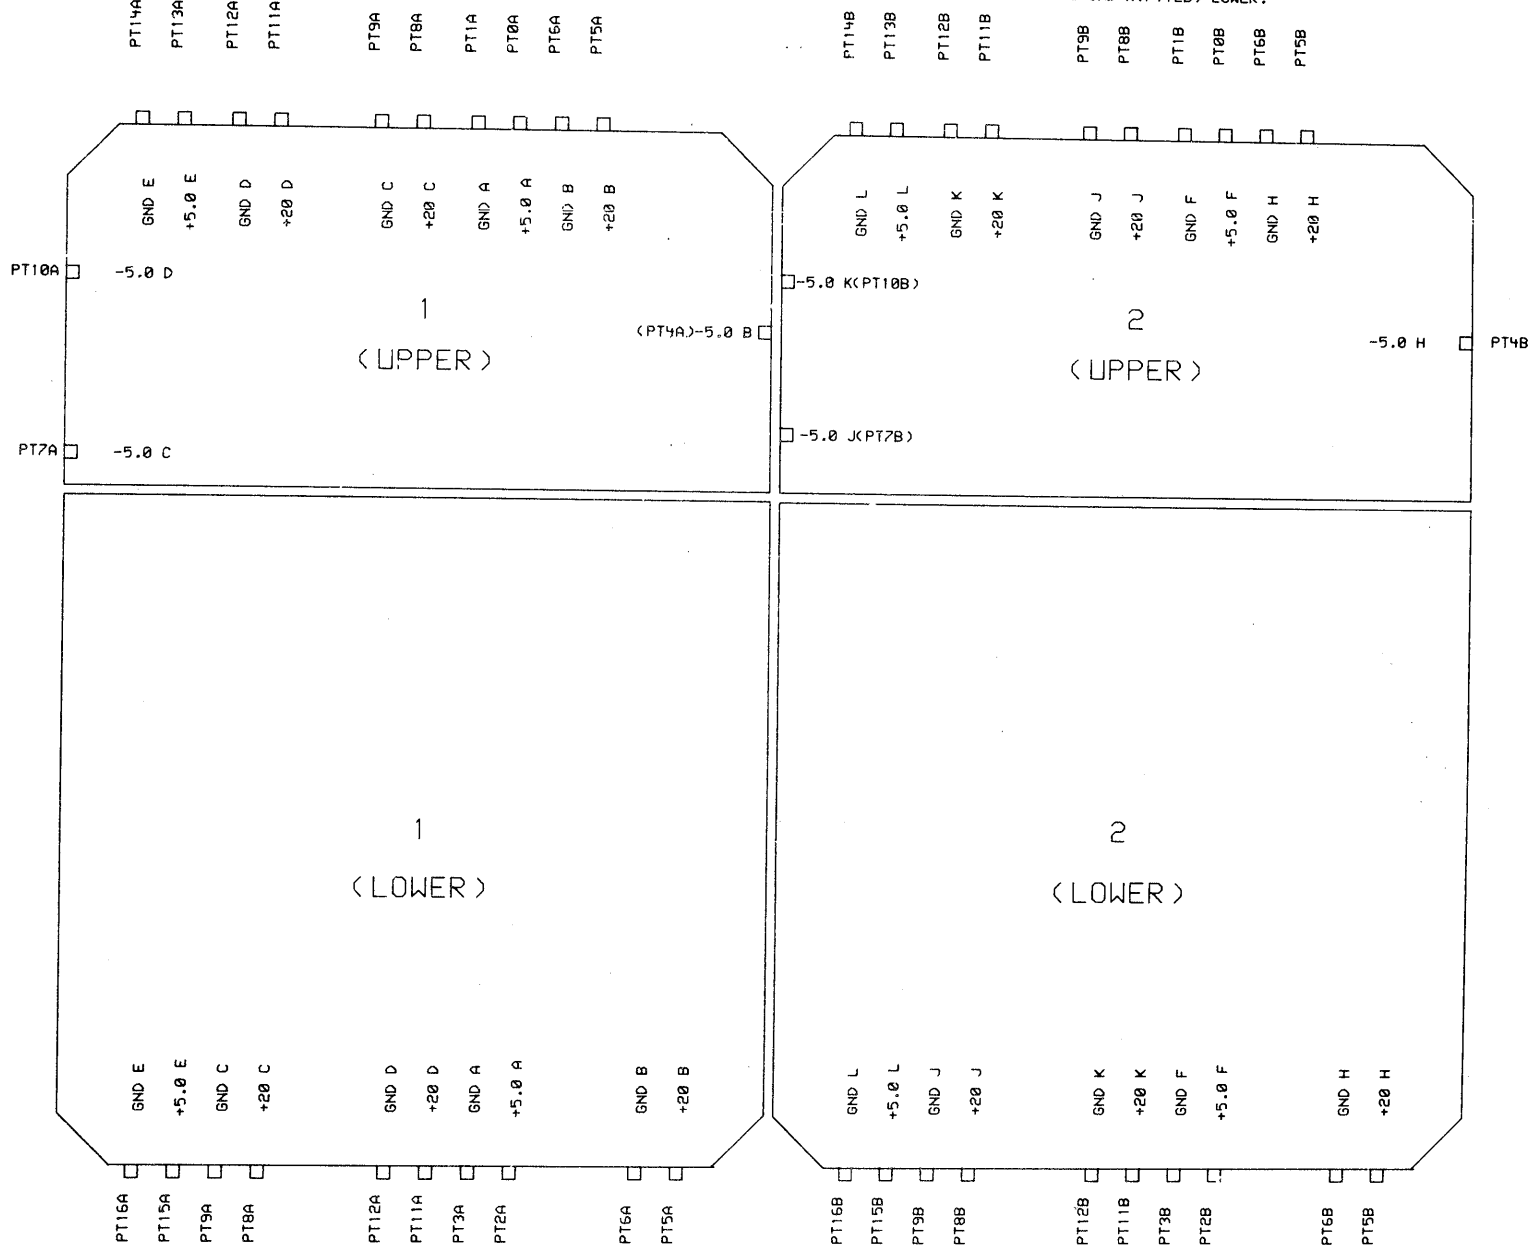 LOWER.
PT14A PT13A PT12A PT11A PT9A PT8A PT1A PT0A PT6A PT5A
PT14B PT13B PT12B PT11B PT9B PT8B PT1B PT0B PT6B PT5B
GND E +5.0 E GND D +20 D GND C +20 C GND A +5.0 A GND B +20 B
GND L +5.0 L GND K +20 K GND J +20 J GND F +5.0 F GND H +20 H
PT10A -5.0 D
-5.0 K(PT10B)
1
(UPPER)
(PT4A)-5.0 B
2
(UPPER)
-5.0 H PT4B
PT7A -5.0 C
-5.0 J(PT7B)
1
(LOWER)
2
(LOWER)
GND E +5.0 E GND C +20 C GND D +20 D GND A +5.0 A GND B +20 B
GND L +5.0 L GND J +20 J GND K +20 K GND F +5.0 F GND H +20 H
PT16A PT15A PT9A PT8A PT12A PT11A PT3A PT2A PT6A PT5A
PT16B PT15B PT9B PT8B PT12B PT11B PT3B PT2B PT6B PT5B